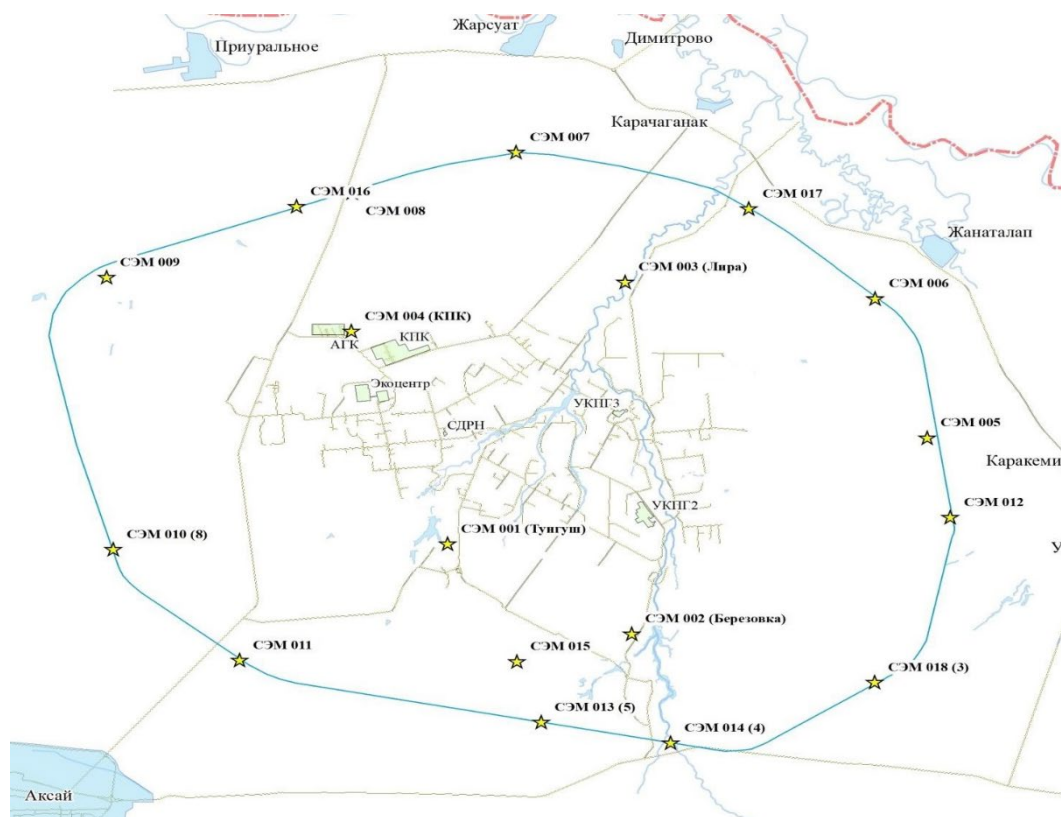 Жарсуат
Приуральное
Димитрово
Карачаганак
СЭМ 007
СЭМ 016
СЭМ 008
СЭМ 017
Жанаталап
СЭМ 009
СЭМ 003 (Лира)
СЭМ 006
СЭМ 004 (КПК)
АГК
КПК
Экоцентр
УКПГ3
СДРН
СЭМ 005
Каракеми
УКПГ2
СЭМ 012
СЭМ 001 (Тунгуш)
СЭМ 010 (8)
У
СЭМ 002 (Березовка)
СЭМ 011
СЭМ 015
СЭМ 018 (3)
СЭМ 013 (5)
СЭМ 014 (4)
Аксай